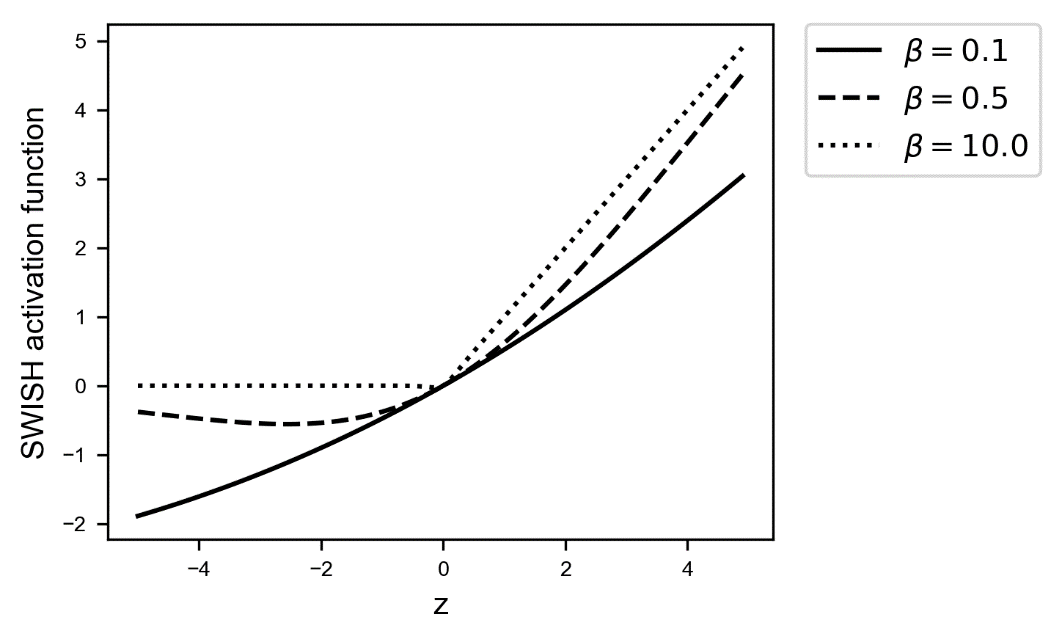 SWISH activation function
5
4
3
2
1
0
−1
−2
−4
−2
0
2
4
z
β = 0.1
β = 0.5
β = 10.0